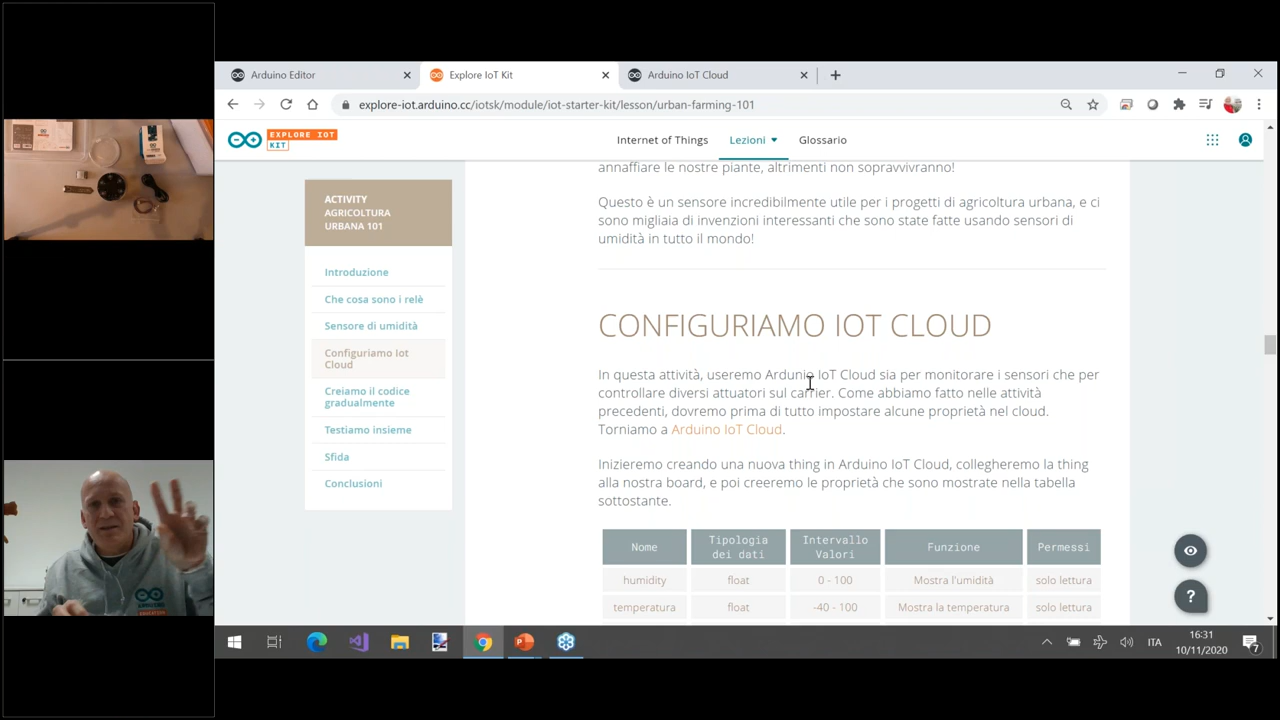 Arduino Editor
Explore IoT Kit
Arduino IoT Cloud
explore-iot.arduino.cc/iotsk/module/iot-starter-kit/lesson/urban-farming-101
EXPLORE IOT
KIT
Internet of Things
Lezioni
Glossario
ACTIVITY
AGRICOLTURA
URBANA 101
Introduzione
Che cosa sono i relè
Sensore di umidità
Configuriamo Iot
Cloud
Creiamo il codice
gradualmente
Testiamo insieme
Sfida
Conclusioni
annaffiare le nostre piante, altrimenti non sopravvivranno!
Questo è un sensore incredibilmente utile per i progetti di agricoltura urbana, e ci
sono migliaia di invenzioni interessanti che sono state fatte usando sensori di
umidità in tutto il mondo!
CONFIGURIAMO IOT CLOUD
In questa attività, useremo Ardunio IoT Cloud sia per monitorare i sensori che per
controllare diversi attuatori sul carrier. Come abbiamo fatto nelle attività
precedenti, dovremo prima di tutto impostare alcune proprietà nel cloud.
Torniamo a Arduino IoT Cloud.
Inizieremo creando una nuova thing in Arduino IoT Cloud, collegheremo la thing
alla nostra board, e poi creeremo le proprietà che sono mostrate nella tabella
sottostante.
Nome Tipologia dei dati Intervallo Valori Funzione Permessi
humidity float 0 - 100 Mostra l'umidità solo lettura
temperatura float -40 - 100 Mostra la temperatura solo lettura
?
ITA
16:31
10/11/2020
7